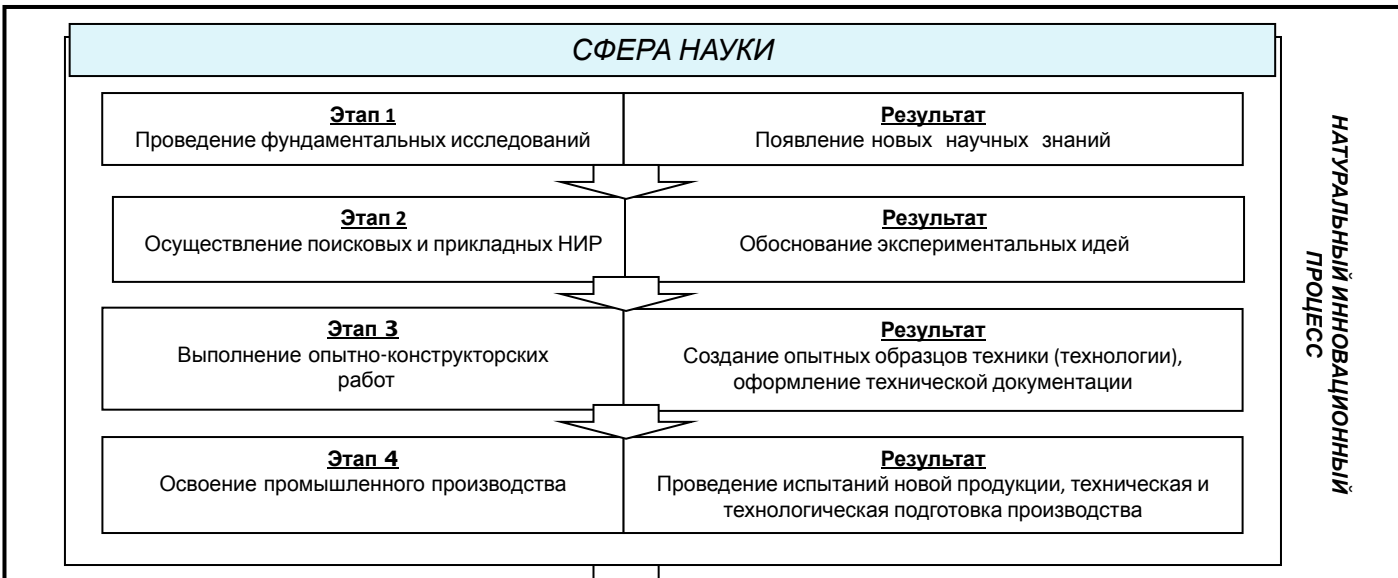 СФЕРА НАУКИ
Этап 1
Проведение фундаментальных исследований
Результат
Появление новых научных знаний
Этап 2
Осуществление поисковых и прикладных НИР
Результат
Обоснование экспериментальных идей
Этап 3
Выполнение опытно-конструкторских
работ
Результат
Создание опытных образцов техники (технологии),
оформление технической документации
Этап 4
Освоение промышленного производства
Результат
Проведение испытаний новой продукции, техническая и
технологическая подготовка производства
НАТУРАЛЬНЫЙ ИННОВАЦИОННЫЙ
ПРОЦЕСС